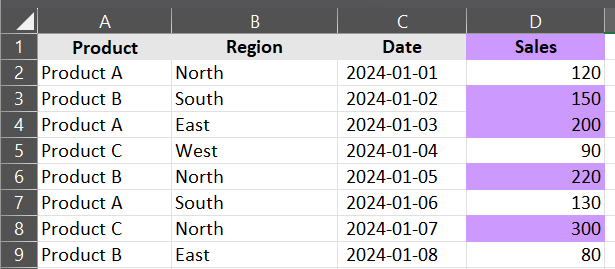 A B C D
1 Product Region Date Sales
2 Product A North 2024-01-01 120
3 Product B South 2024-01-02 150
4 Product A East 2024-01-03 200
5 Product C West 2024-01-04 90
6 Product B North 2024-01-05 220
7 Product A South 2024-01-06 130
8 Product C North 2024-01-07 300
9 Product B East 2024-01-08 80